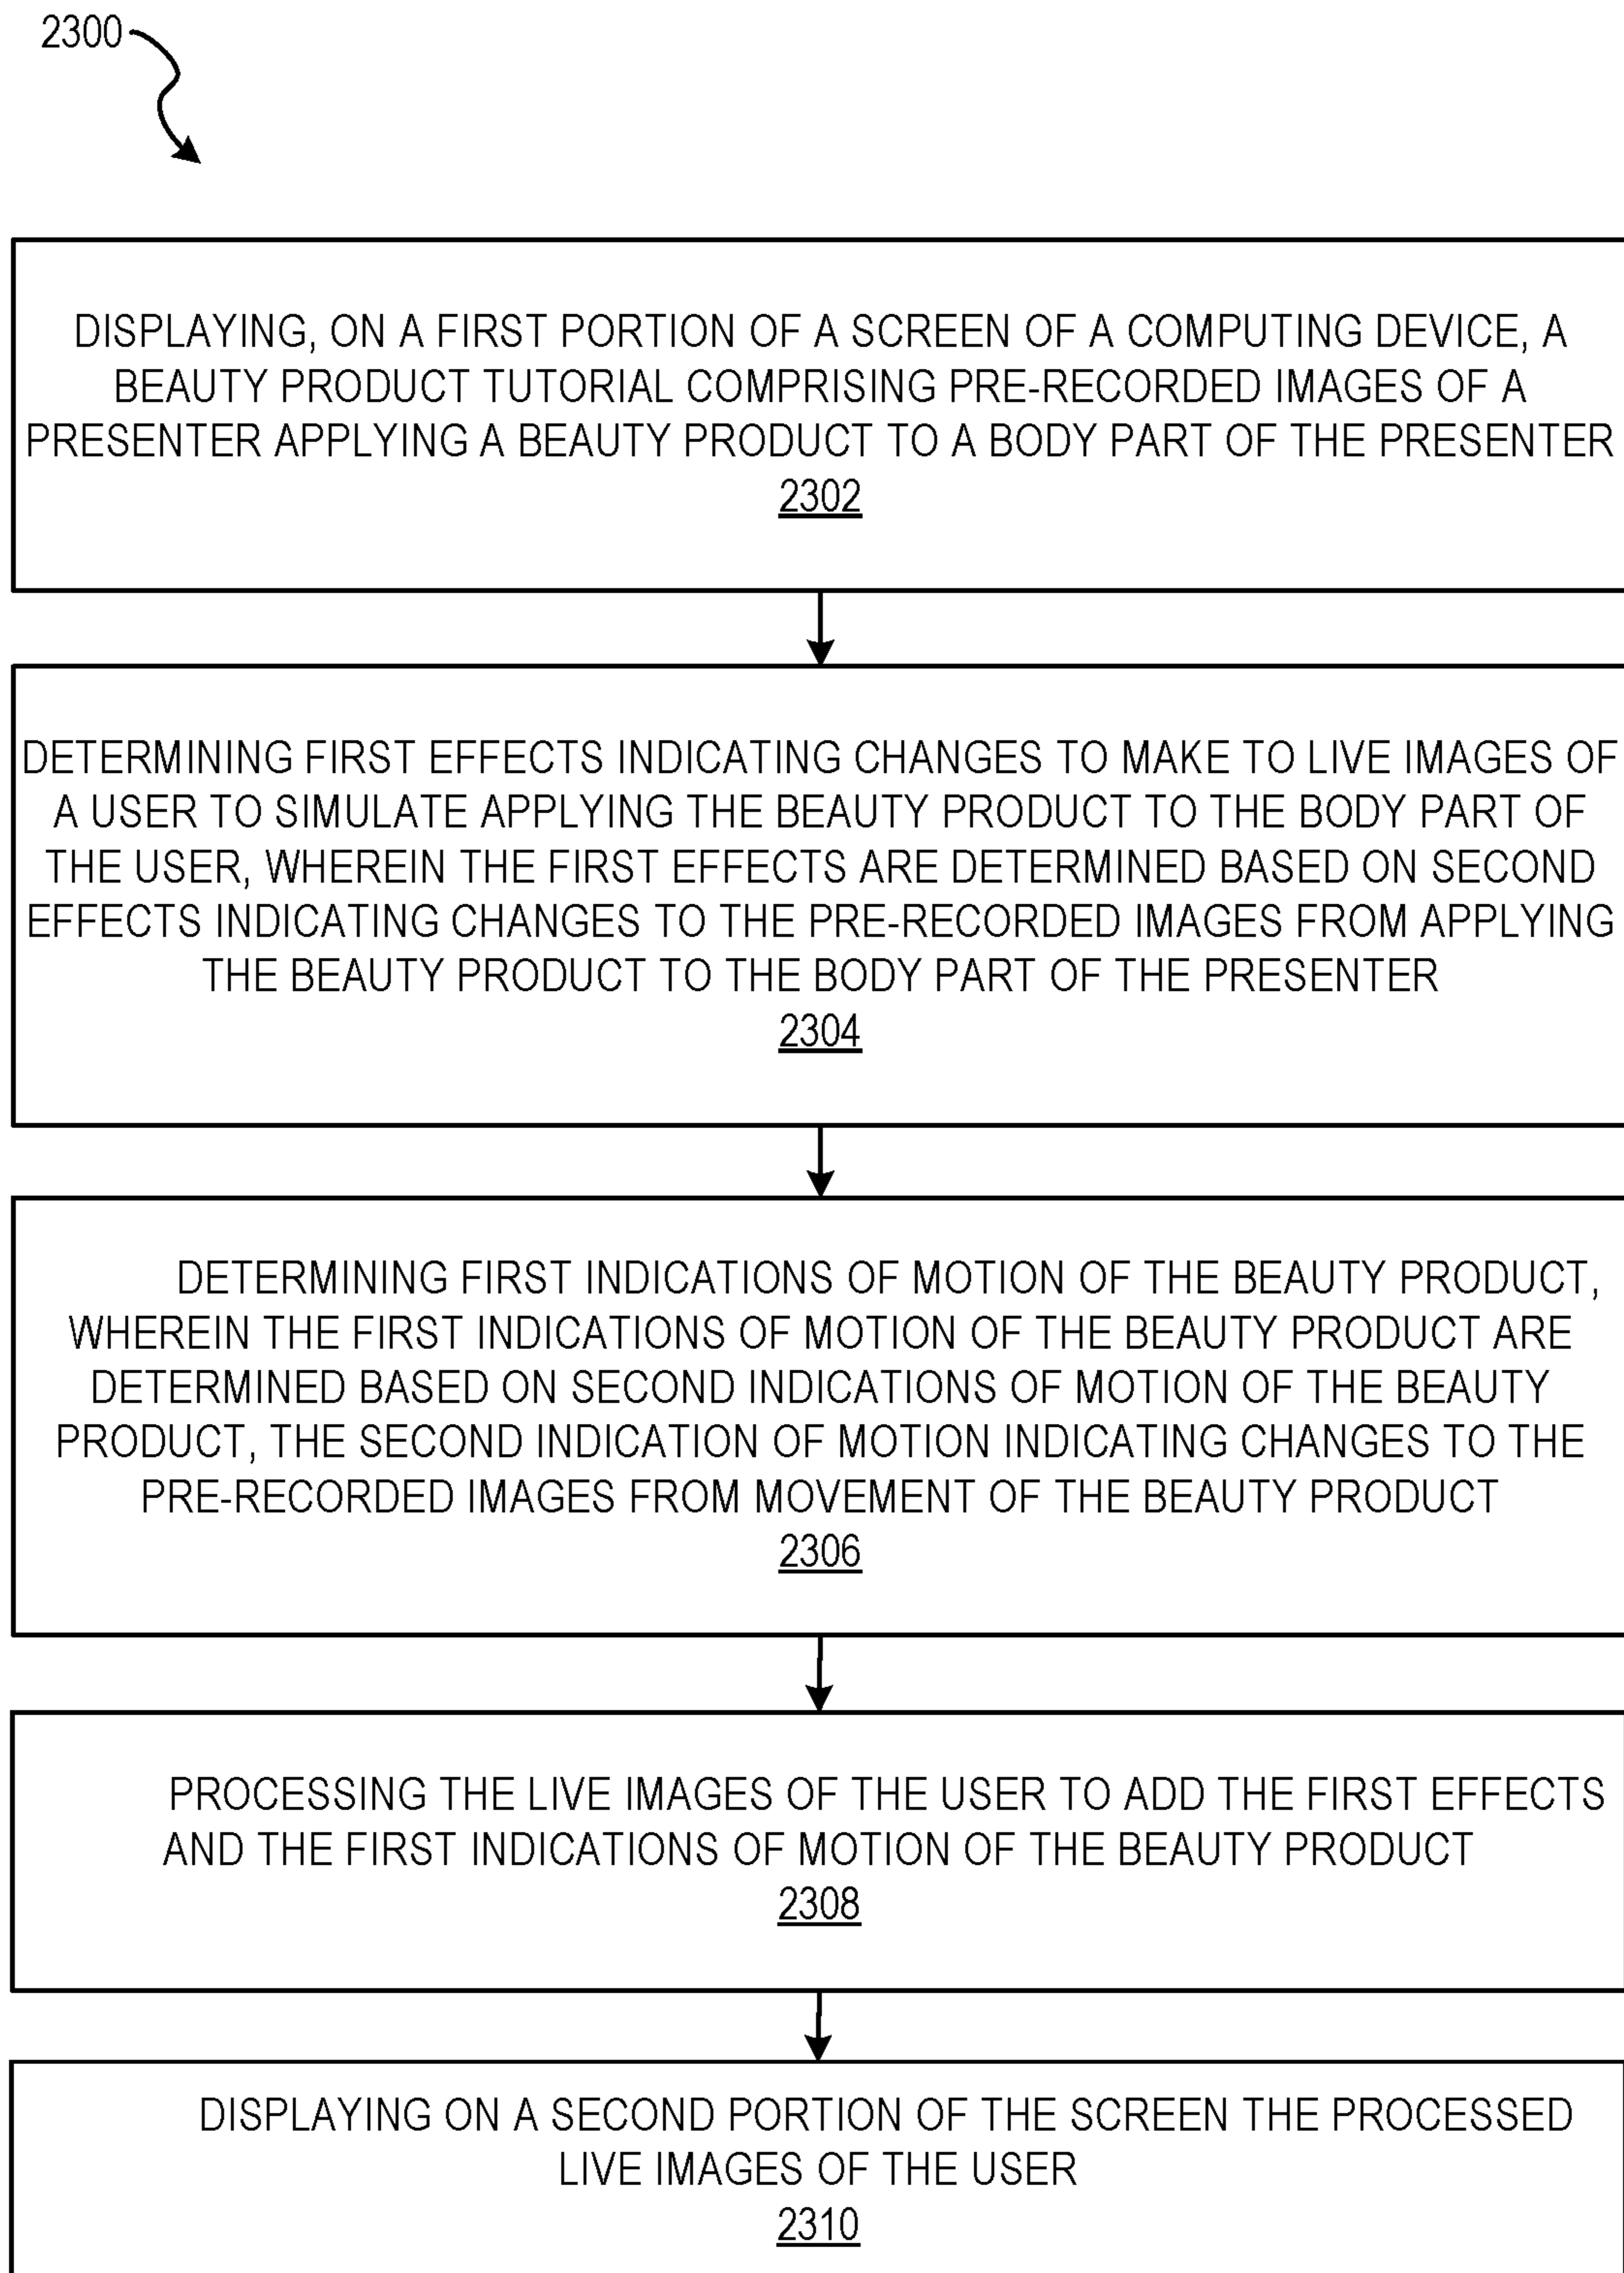 2300
DISPLAYING, ON A FIRST PORTION OF A SCREEN OF A COMPUTING DEVICE, A
BEAUTY PRODUCT TUTORIAL COMPRISING PRE-RECORDED IMAGES OF A
PRESENTER APPLYING A BEAUTY PRODUCT TO A BODY PART OF THE PRESENTER
2302
DETERMINING FIRST EFFECTS INDICATING CHANGES TO MAKE TO LIVE IMAGES OF
A USER TO SIMULATE APPLYING THE BEAUTY PRODUCT TO THE BODY PART OF
THE USER, WHEREIN THE FIRST EFFECTS ARE DETERMINED BASED ON SECOND
EFFECTS INDICATING CHANGES TO THE PRE-RECORDED IMAGES FROM APPLYING
THE BEAUTY PRODUCT TO THE BODY PART OF THE PRESENTER
2304
DETERMINING FIRST INDICATIONS OF MOTION OF THE BEAUTY PRODUCT,
WHEREIN THE FIRST INDICATIONS OF MOTION OF THE BEAUTY PRODUCT ARE
DETERMINED BASED ON SECOND INDICATIONS OF MOTION OF THE BEAUTY
PRODUCT, THE SECOND INDICATION OF MOTION INDICATING CHANGES TO THE
PRE-RECORDED IMAGES FROM MOVEMENT OF THE BEAUTY PRODUCT
2306
PROCESSING THE LIVE IMAGES OF THE USER TO ADD THE FIRST EFFECTS
AND THE FIRST INDICATIONS OF MOTION OF THE BEAUTY PRODUCT
2308
DISPLAYING ON A SECOND PORTION OF THE SCREEN THE PROCESSED
LIVE IMAGES OF THE USER
2310